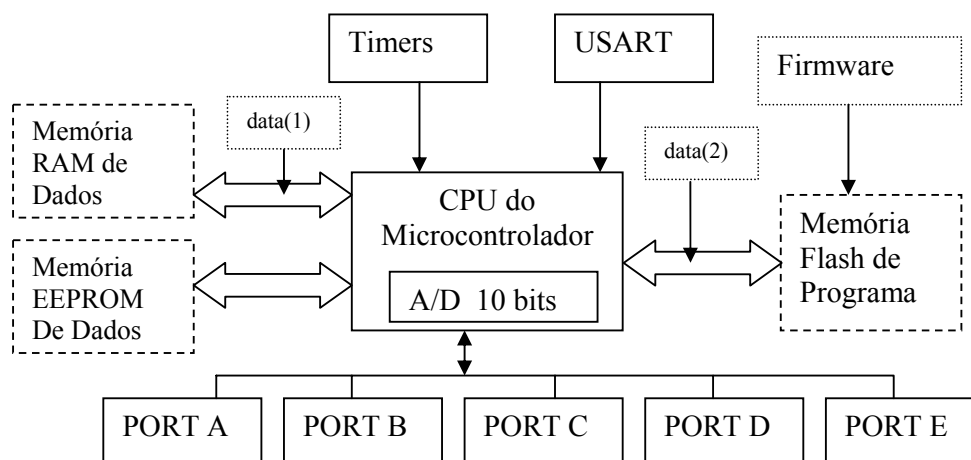 Timers
USART
Firmware
Memória
RAM de
Dados
data(1)
data(2)
CPU do
Microcontrolador
A/D 10 bits
Memória
EEPROM
De Dados
Memória
Flash de
Programa
PORT A
PORT B
PORT C
PORT D
PORT E